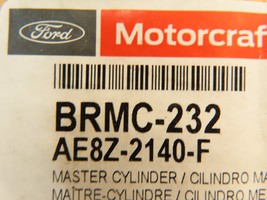 Ford
Motorcraf
BRMC-232
AE8Z-2140-F
MASTER CYLINDER / CILINDRO MA
MAÎTRE-CYLINDRE / CILINDRO ME